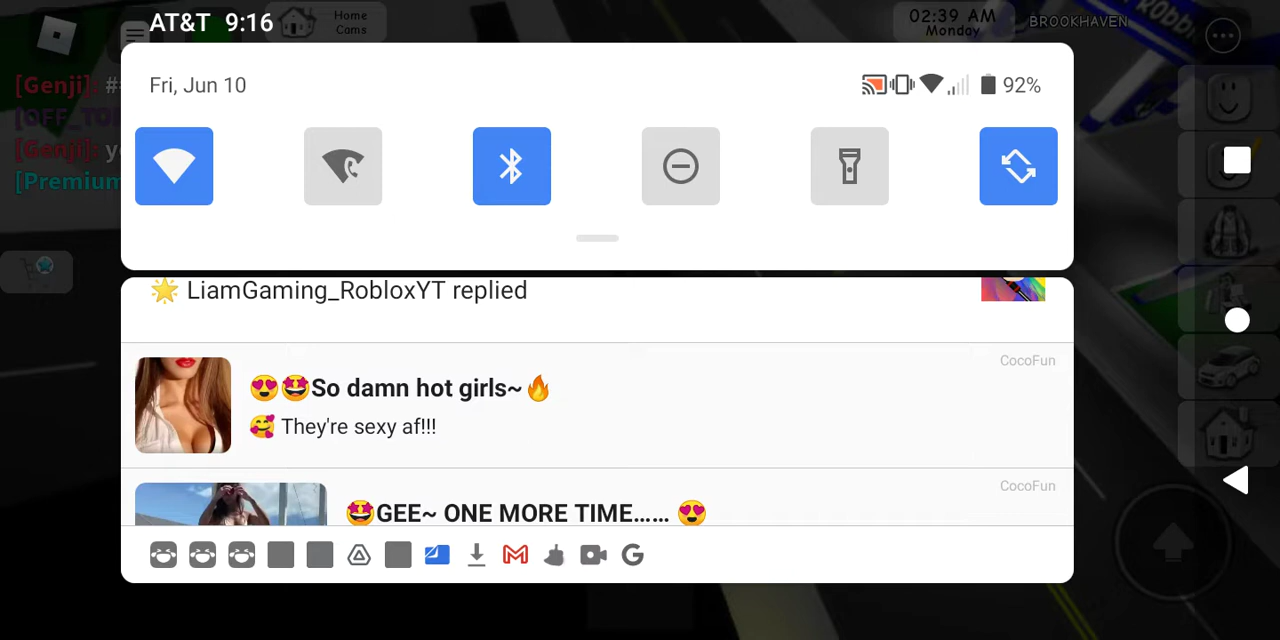 AT&T 9:16
Home
Cams
02:39 AM
Monday
BROOKHAVEN
Fri, Jun 10
92%
[Genji]: #
[OFF_TO
[Genji]: y
[Premium
🌟 LiamGaming_RobloxYT replied
CocoFun
😍🤩So damn hot girls~🔥
🥰 They're sexy af!!!
CocoFun
🤩GEE~ ONE MORE TIME…… 😍